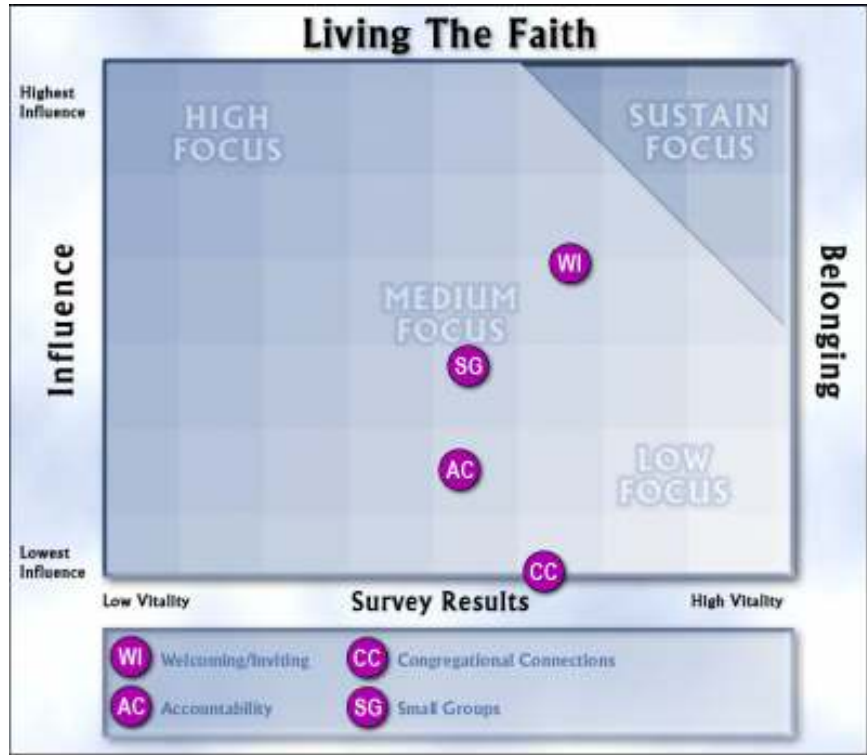 Living The Faith
Highest
Influence
HIGH
FOCUS
SUSTAIN
FOCUS
Influence
Belonging
WI
MEDIUM
FOCUS
SG
AC
LOW
FOCUS
Lowest
Influence
CC
Low Vitality
Survey Results
High Vitality
WI Welcoming/Inviting
CC Congregational Connections
AC Accountability
SG Small Groups